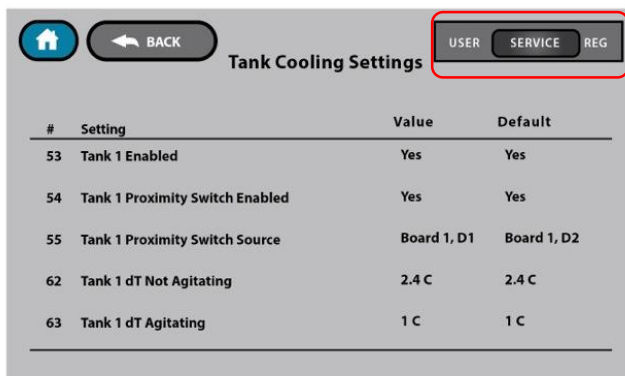 BACK
USER SERVICE REG
Tank Cooling Settings
# Setting Value Default
53 Tank 1 Enabled Yes Yes
54 Tank 1 Proximity Switch Enabled Yes Yes
55 Tank 1 Proximity Switch Source Board 1, D1 Board 1, D2
62 Tank 1 dT Not Agitating 2.4 C 2.4 C
63 Tank 1 dT Agitating 1 C 1 C